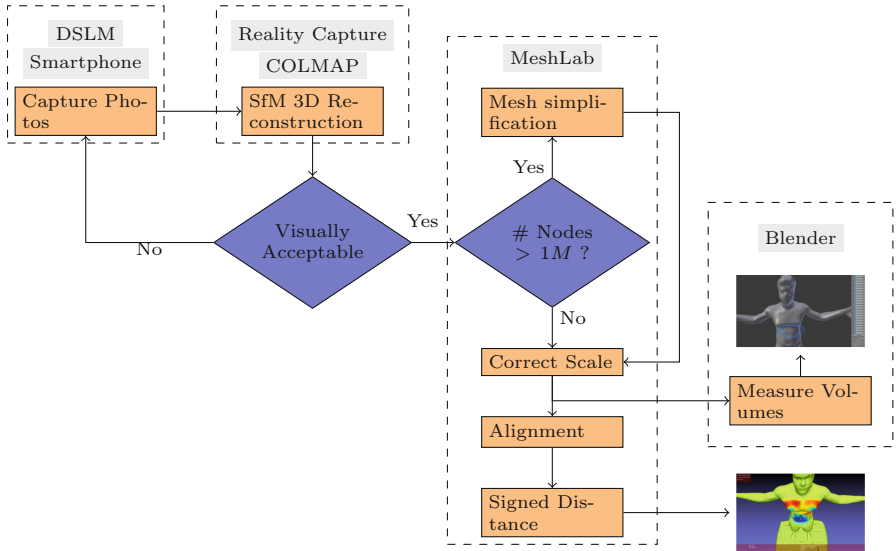 DSLM
Smartphone
Capture Pho-
tos
Reality Capture
COLMAP
SfM 3D Re-
construction
MeshLab
Mesh simpli-
fication
Yes
Visually
Acceptable
No
Yes
# Nodes
> 1M ?
No
Correct Scale
Alignment
Signed Dis-
tance
Blender
Measure Vol-
umes